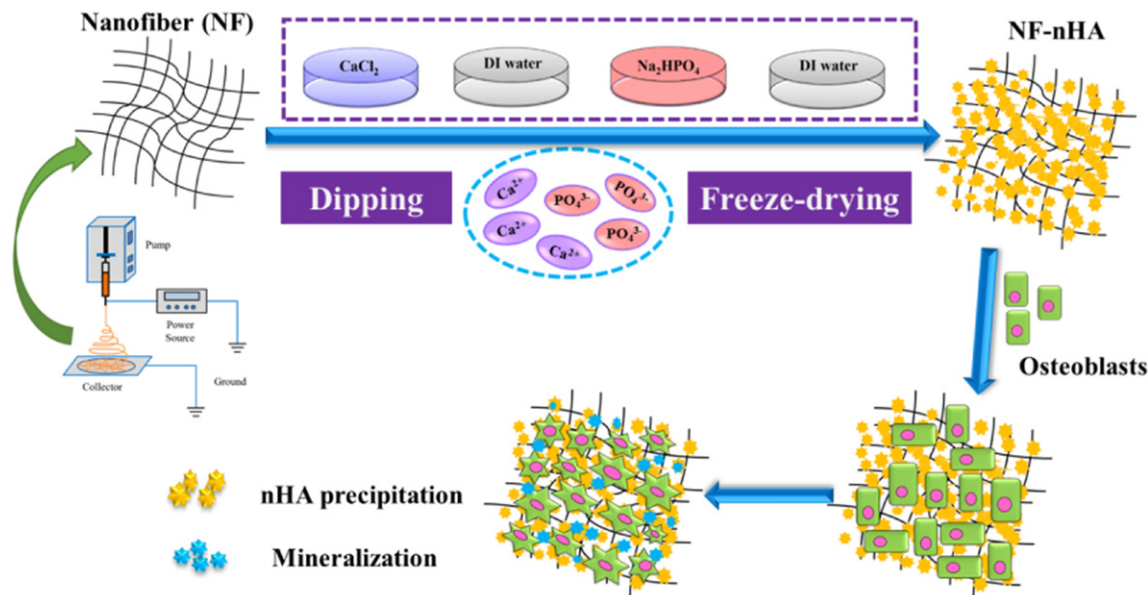 Nanofiber (NF)
CaCl₂
DI water
Na₂HPO₄
DI water
NF-nHA
Dipping
Ca²⁺
PO₄³⁻
PO₄³⁻
Ca²⁺
Ca²⁺
PO₄³⁻
Freeze-drying
Pump
Power
Source
Collector
Ground
Osteoblasts
nHA precipitation
Mineralization